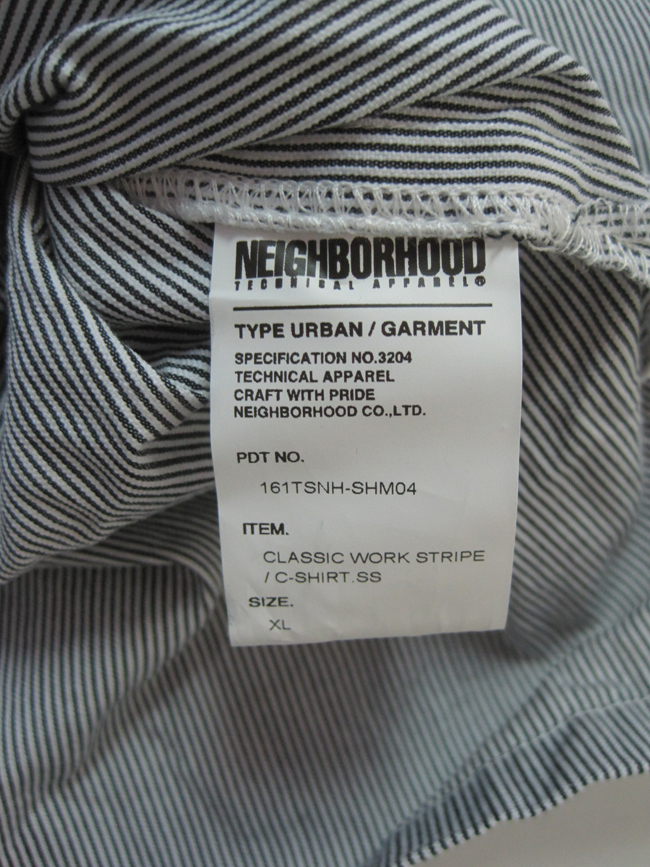 NEIGHBORHOOD
TECHNICAL APPAREL®
TYPE URBAN / GARMENT
SPECIFICATION NO.3204
TECHNICAL APPAREL
CRAFT WITH PRIDE
NEIGHBORHOOD CO.,LTD.
PDT NO.
161TSNH-SHM04
ITEM.
CLASSIC WORK STRIPE
/ C-SHIRT.SS
SIZE.
XL